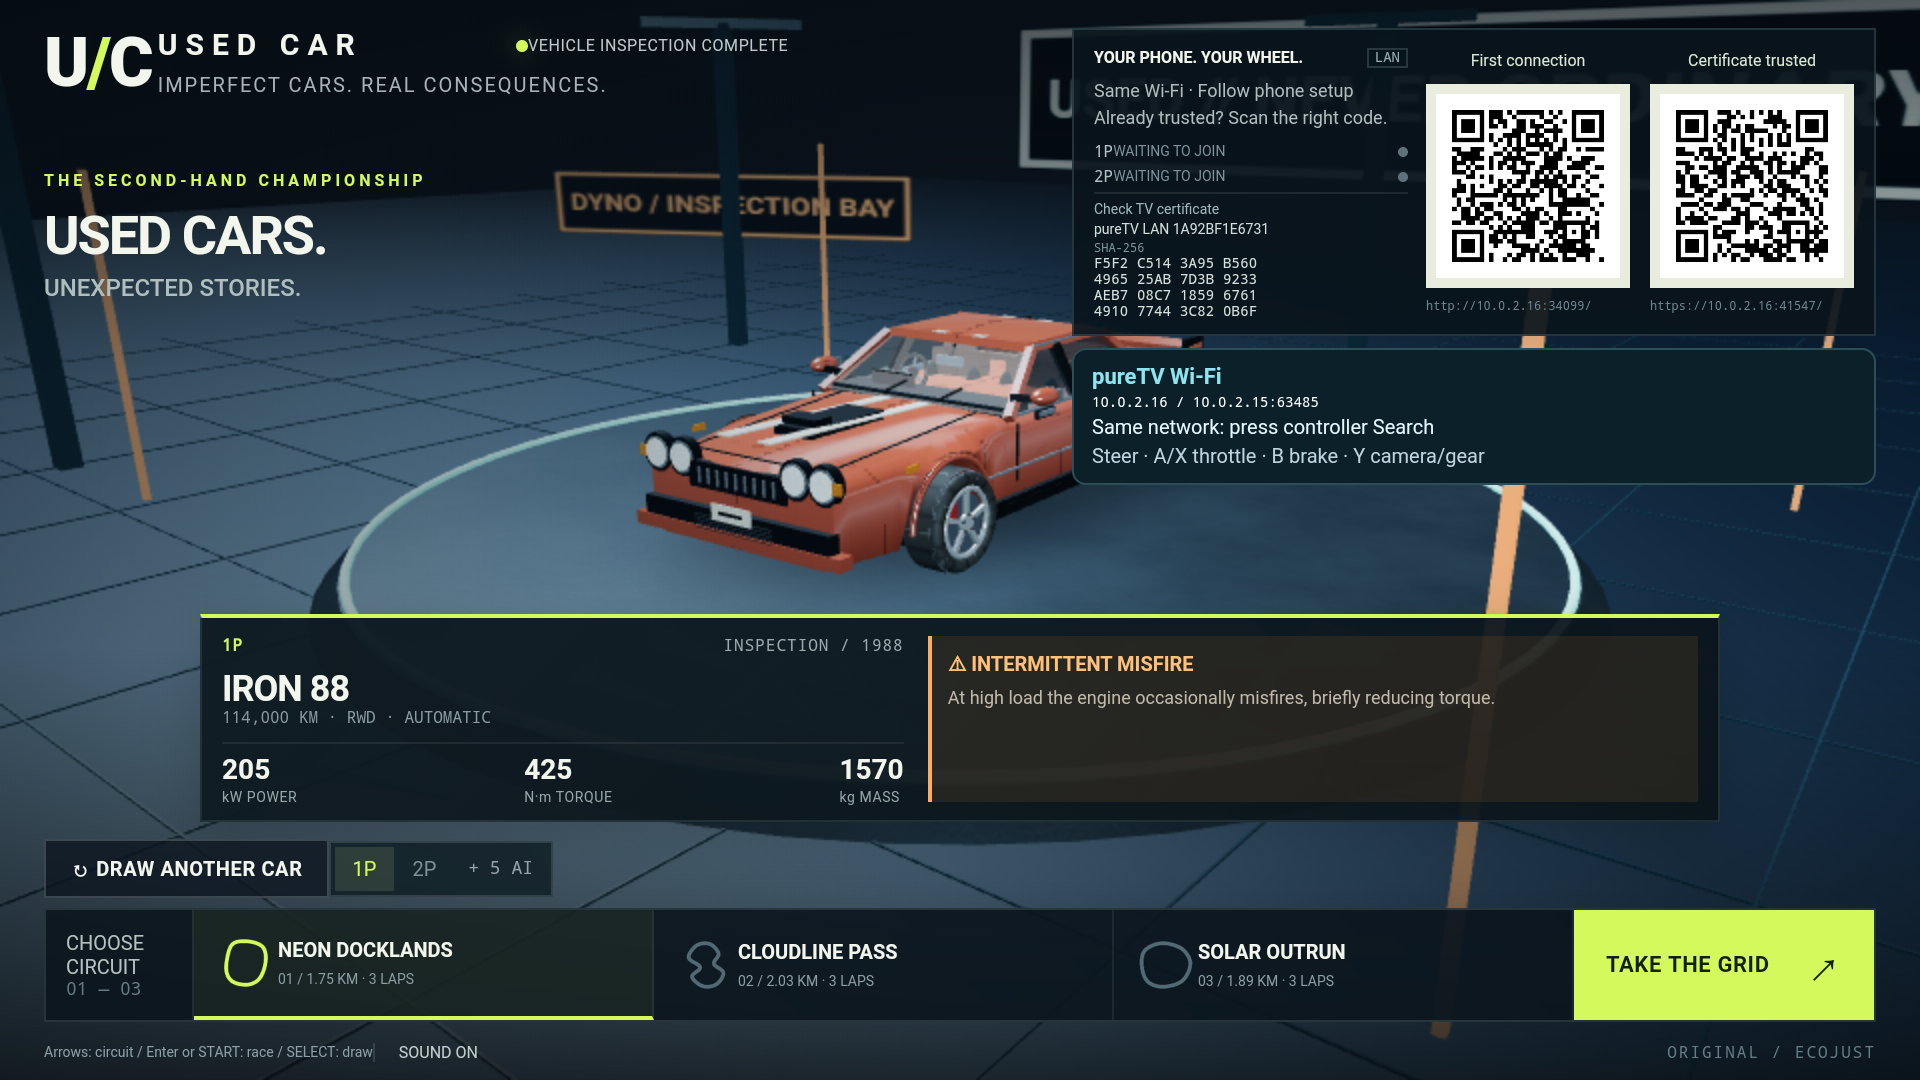 U/C
USED CAR
IMPERFECT CARS. REAL CONSEQUENCES.
VEHICLE INSPECTION COMPLETE
THE SECOND-HAND CHAMPIONSHIP
USED CARS.
UNEXPECTED STORIES.
DYNO / INSPECTION BAY
YOUR PHONE. YOUR WHEEL.
LAN
Same Wi-Fi · Follow phone setup
Already trusted? Scan the right code.
1P WAITING TO JOIN
2P WAITING TO JOIN
Check TV certificate
pureTV LAN 1A92BF1E6731
SHA-256
F5F2 C514 3A95 B560
4965 25AB 7D3B 9233
AEB7 08C7 1859 6761
4910 7744 3C82 0B6F
First connection
http://10.0.2.16:34099/
Certificate trusted
https://10.0.2.16:41547/
pureTV Wi-Fi
10.0.2.16 / 10.0.2.15:63485
Same network: press controller Search
Steer · A/X throttle · B brake · Y camera/gear
1P
INSPECTION / 1988
IRON 88
114,000 KM · RWD · AUTOMATIC
205
kW POWER
425
N·m TORQUE
1570
kg MASS
⚠ INTERMITTENT MISFIRE
At high load the engine occasionally misfires, briefly reducing torque.
↻ DRAW ANOTHER CAR
1P
2P
+ 5 AI
CHOOSE
CIRCUIT
01 — 03
NEON DOCKLANDS
01 / 1.75 KM · 3 LAPS
CLOUDLINE PASS
02 / 2.03 KM · 3 LAPS
SOLAR OUTRUN
03 / 1.89 KM · 3 LAPS
TAKE THE GRID ↗
Arrows: circuit / Enter or START: race / SELECT: draw
SOUND ON
ORIGINAL / ECOJUST